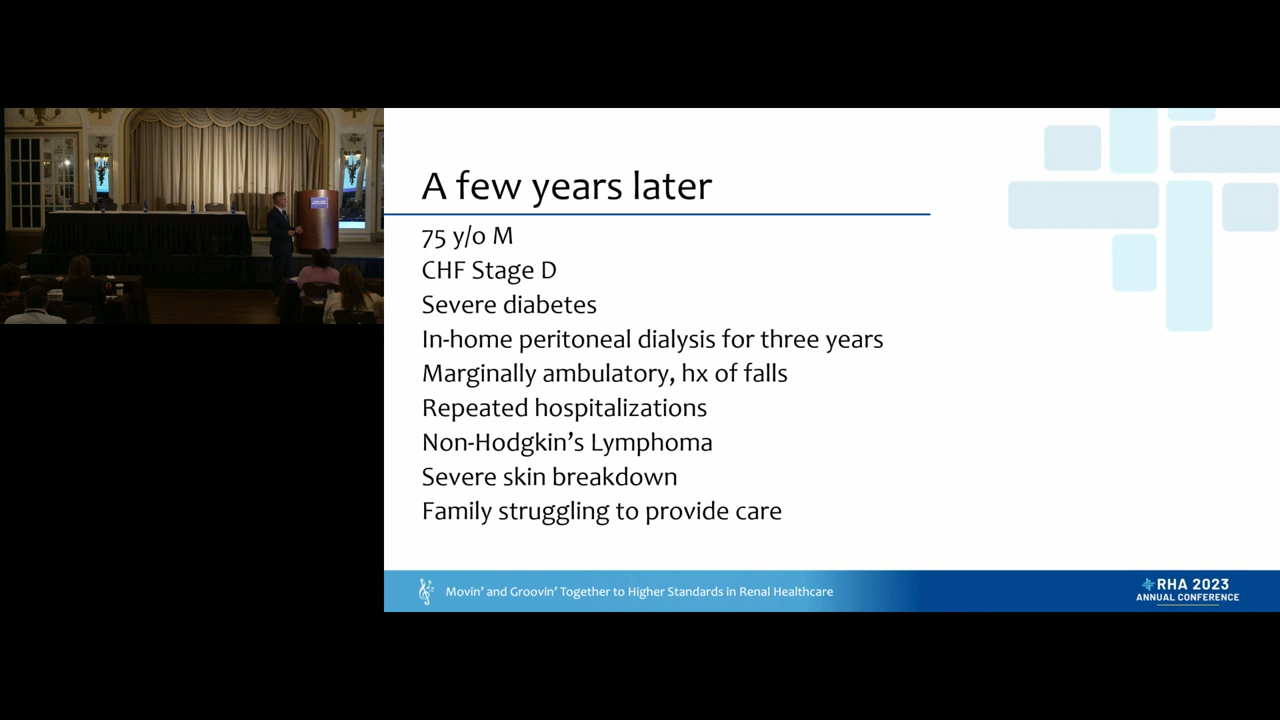 A few years later
75 y/o M
CHF Stage D
Severe diabetes
In-home peritoneal dialysis for three years
Marginally ambulatory, hx of falls
Repeated hospitalizations
Non-Hodgkin’s Lymphoma
Severe skin breakdown
Family struggling to provide care
Movin’ and Groovin’ Together to Higher Standards in Renal Healthcare
RHA 2023
ANNUAL CONFERENCE